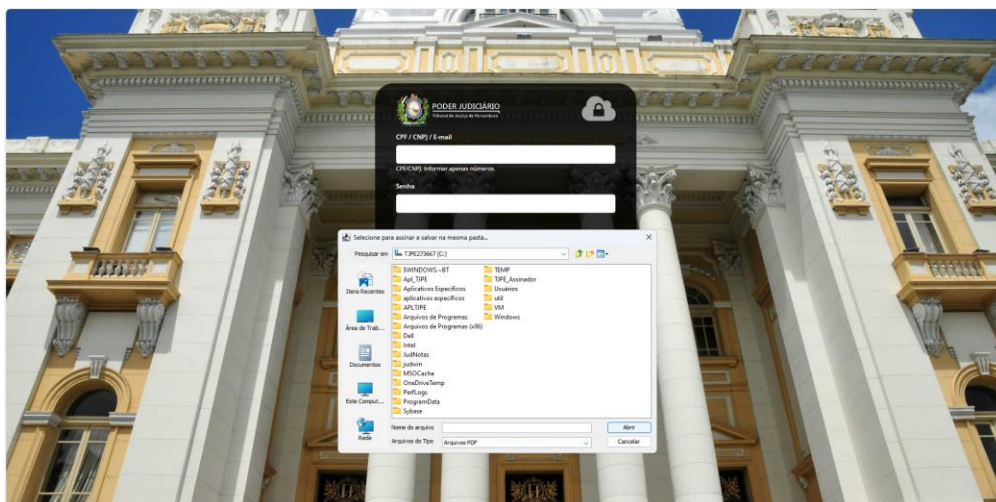 PODER JUDICIÁRIO
Tribunal de Justiça de Pernambuco
CPF / CNPJ / E-mail
CPF/CNPJ: Informar apenas números.
Senha
Selecione para assinar e salvar na mesma pasta...
Pesquisar em
TJPE273667 (C:)
Itens Recentes
Área de Trab...
Documentos
Este Comput...
Rede
$WINDOWS.~BT
Apl_TJPE
Aplicativos Específicos
aplicativos específicos
APLTJPE
Arquivos de Programas
Arquivos de Programas (x86)
Dell
Intel
JudNotas
judwin
MSOCache
OneDriveTemp
PerfLogs
ProgramData
Sybase
TEMP
TJPE_Assinador
Usuários
util
VM
Windows
Nome do arquivo
Abrir
Arquivos do Tipo
Arquivos PDF
Cancelar